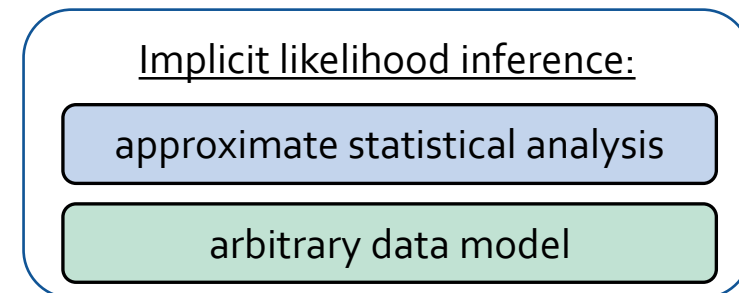 Implicit likelihood inference:
approximate statistical analysis
arbitrary data model